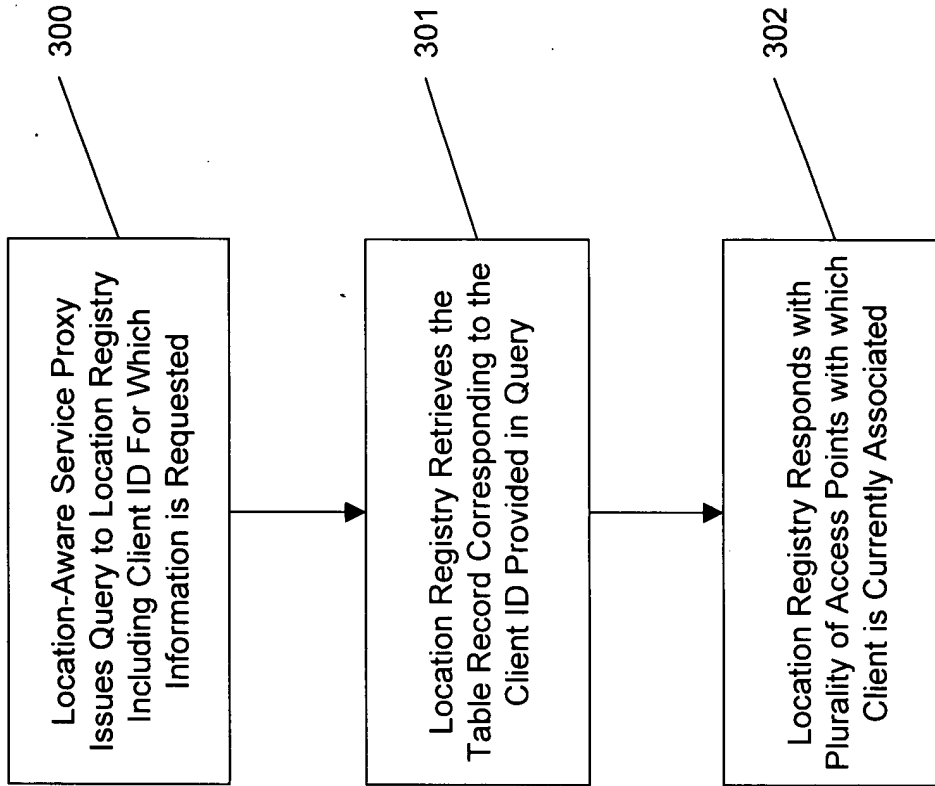 Location-Aware Service Proxy
Issues Query to Location Registry
Including Client ID For Which
Information is Requested
300
Location Registry Retrieves the
Table Record Corresponding to the
Client ID Provided in Query
301
Location Registry Responds with
Plurality of Access Points with which
Client is Currently Associated
302